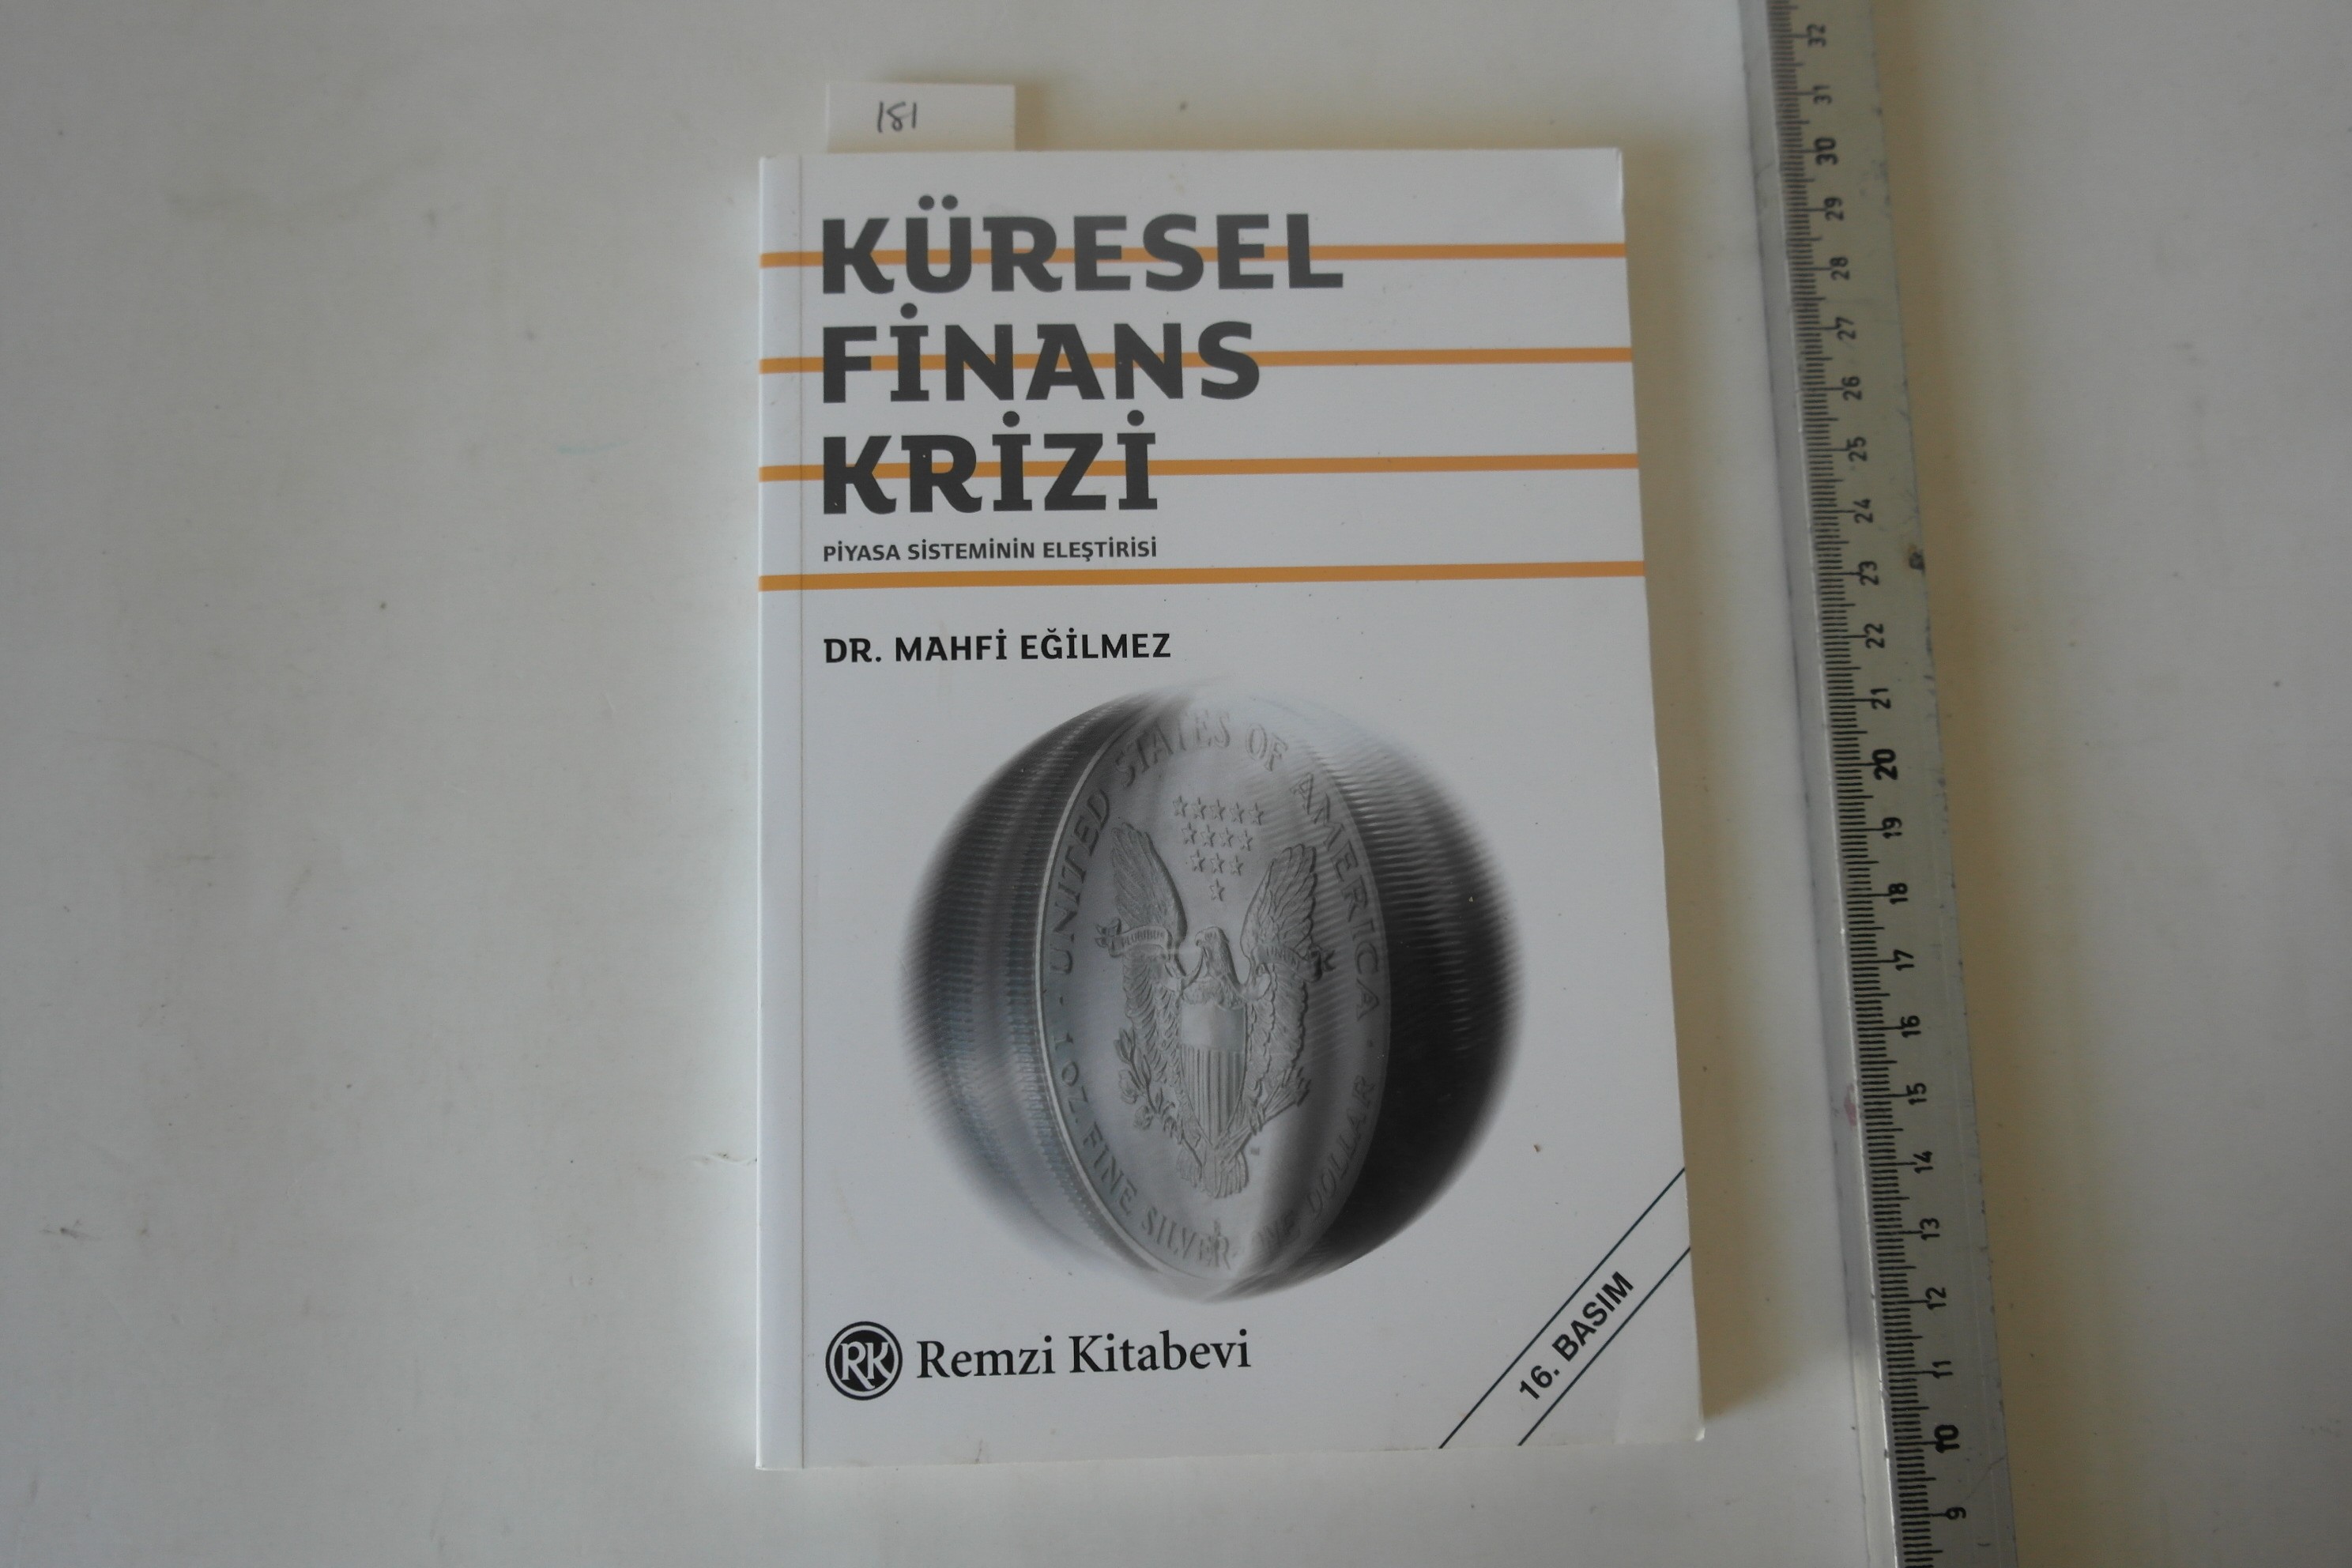 181
KÜRESEL
FİNANS
KRİZİ
PİYASA SİSTEMİNİN ELEŞTİRİSİ
DR. MAHFİ EĞİLMEZ
UNITED STATES OF AMERICA
1 OZ. FINE SILVER ONE DOLLAR
RK Remzi Kitabevi
16. BASIM
32
31
30
29
28
27
26
25
24
23
22
21
20
19
18
17
16
15
14
13
12
11
10
9